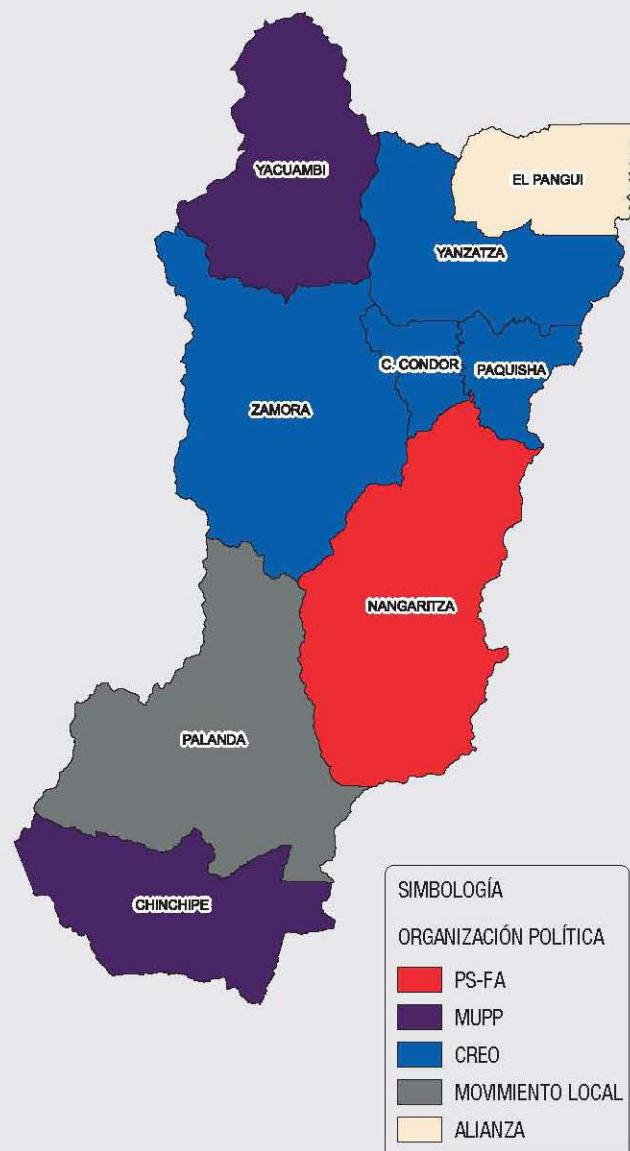 YACUAMBI
EL PANGUI
YANZATZA
C. CONDOR
PAQUISHA
ZAMORA
NANGARITZA
PALANDA
CHINCHIPE
SIMBOLOGÍA
ORGANIZACIÓN POLÍTICA
PS-FA
MUPP
CREO
MOVIMIENTO LOCAL
ALIANZA